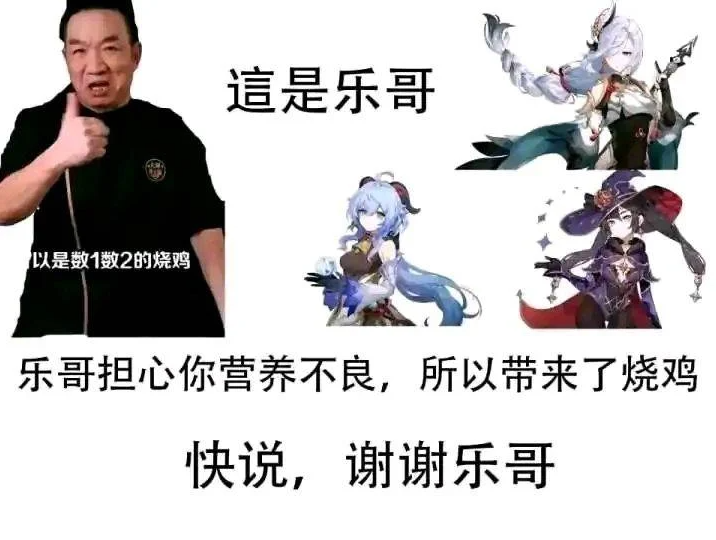 這是乐哥
以是数1数2的烧鸡
乐哥担心你营养不良，所以带来了烧鸡
快说，谢谢乐哥